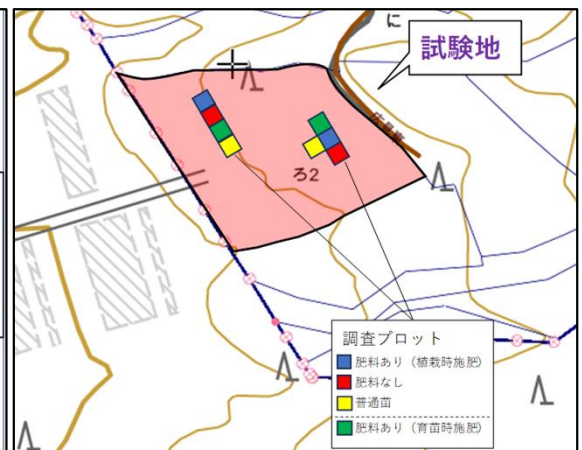 に
試験地
ろ2
調査プロット
肥料あり（植栽時施肥）
肥料なし
普通苗
肥料あり（育苗時施肥）